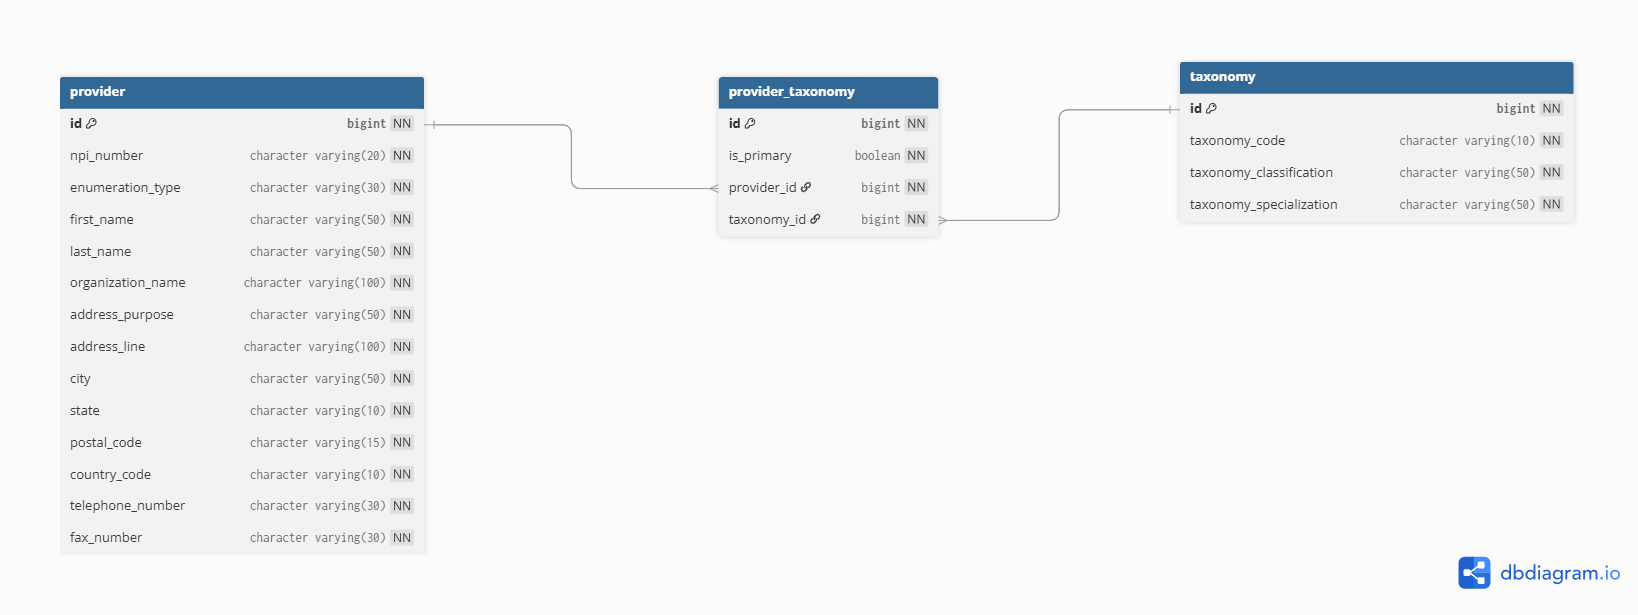 provider
id bigint NN
npi_number character varying(20) NN
enumeration_type character varying(30) NN
first_name character varying(50) NN
last_name character varying(50) NN
organization_name character varying(100) NN
address_purpose character varying(50) NN
address_line character varying(100) NN
city character varying(50) NN
state character varying(10) NN
postal_code character varying(15) NN
country_code character varying(10) NN
telephone_number character varying(30) NN
fax_number character varying(30) NN
provider_taxonomy
id bigint NN
is_primary boolean NN
provider_id bigint NN
taxonomy_id bigint NN
taxonomy
id bigint NN
taxonomy_code character varying(10) NN
taxonomy_classification character varying(50) NN
taxonomy_specialization character varying(50) NN
dbdiagram.io